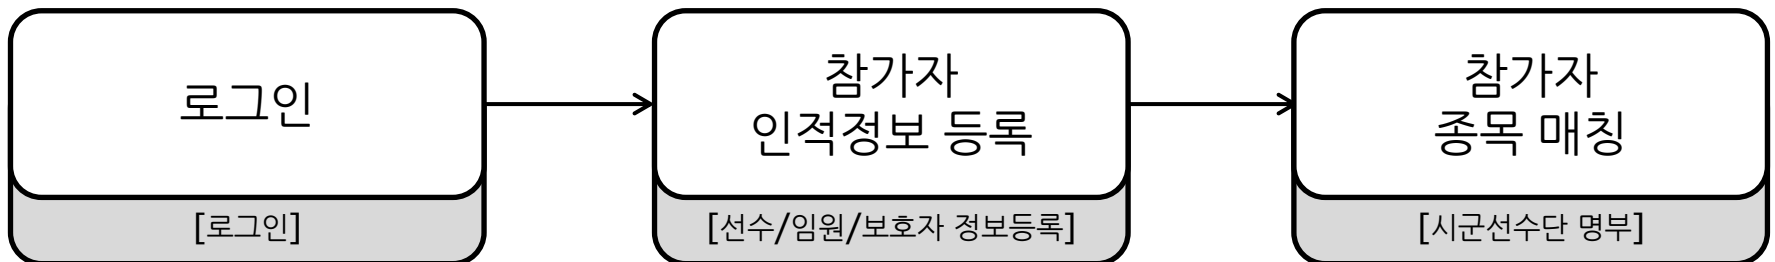 로그인
[로그인]
참가자
인적정보 등록
[선수/임원/보호자 정보등록]
참가자
종목 매칭
[시군선수단 명부]